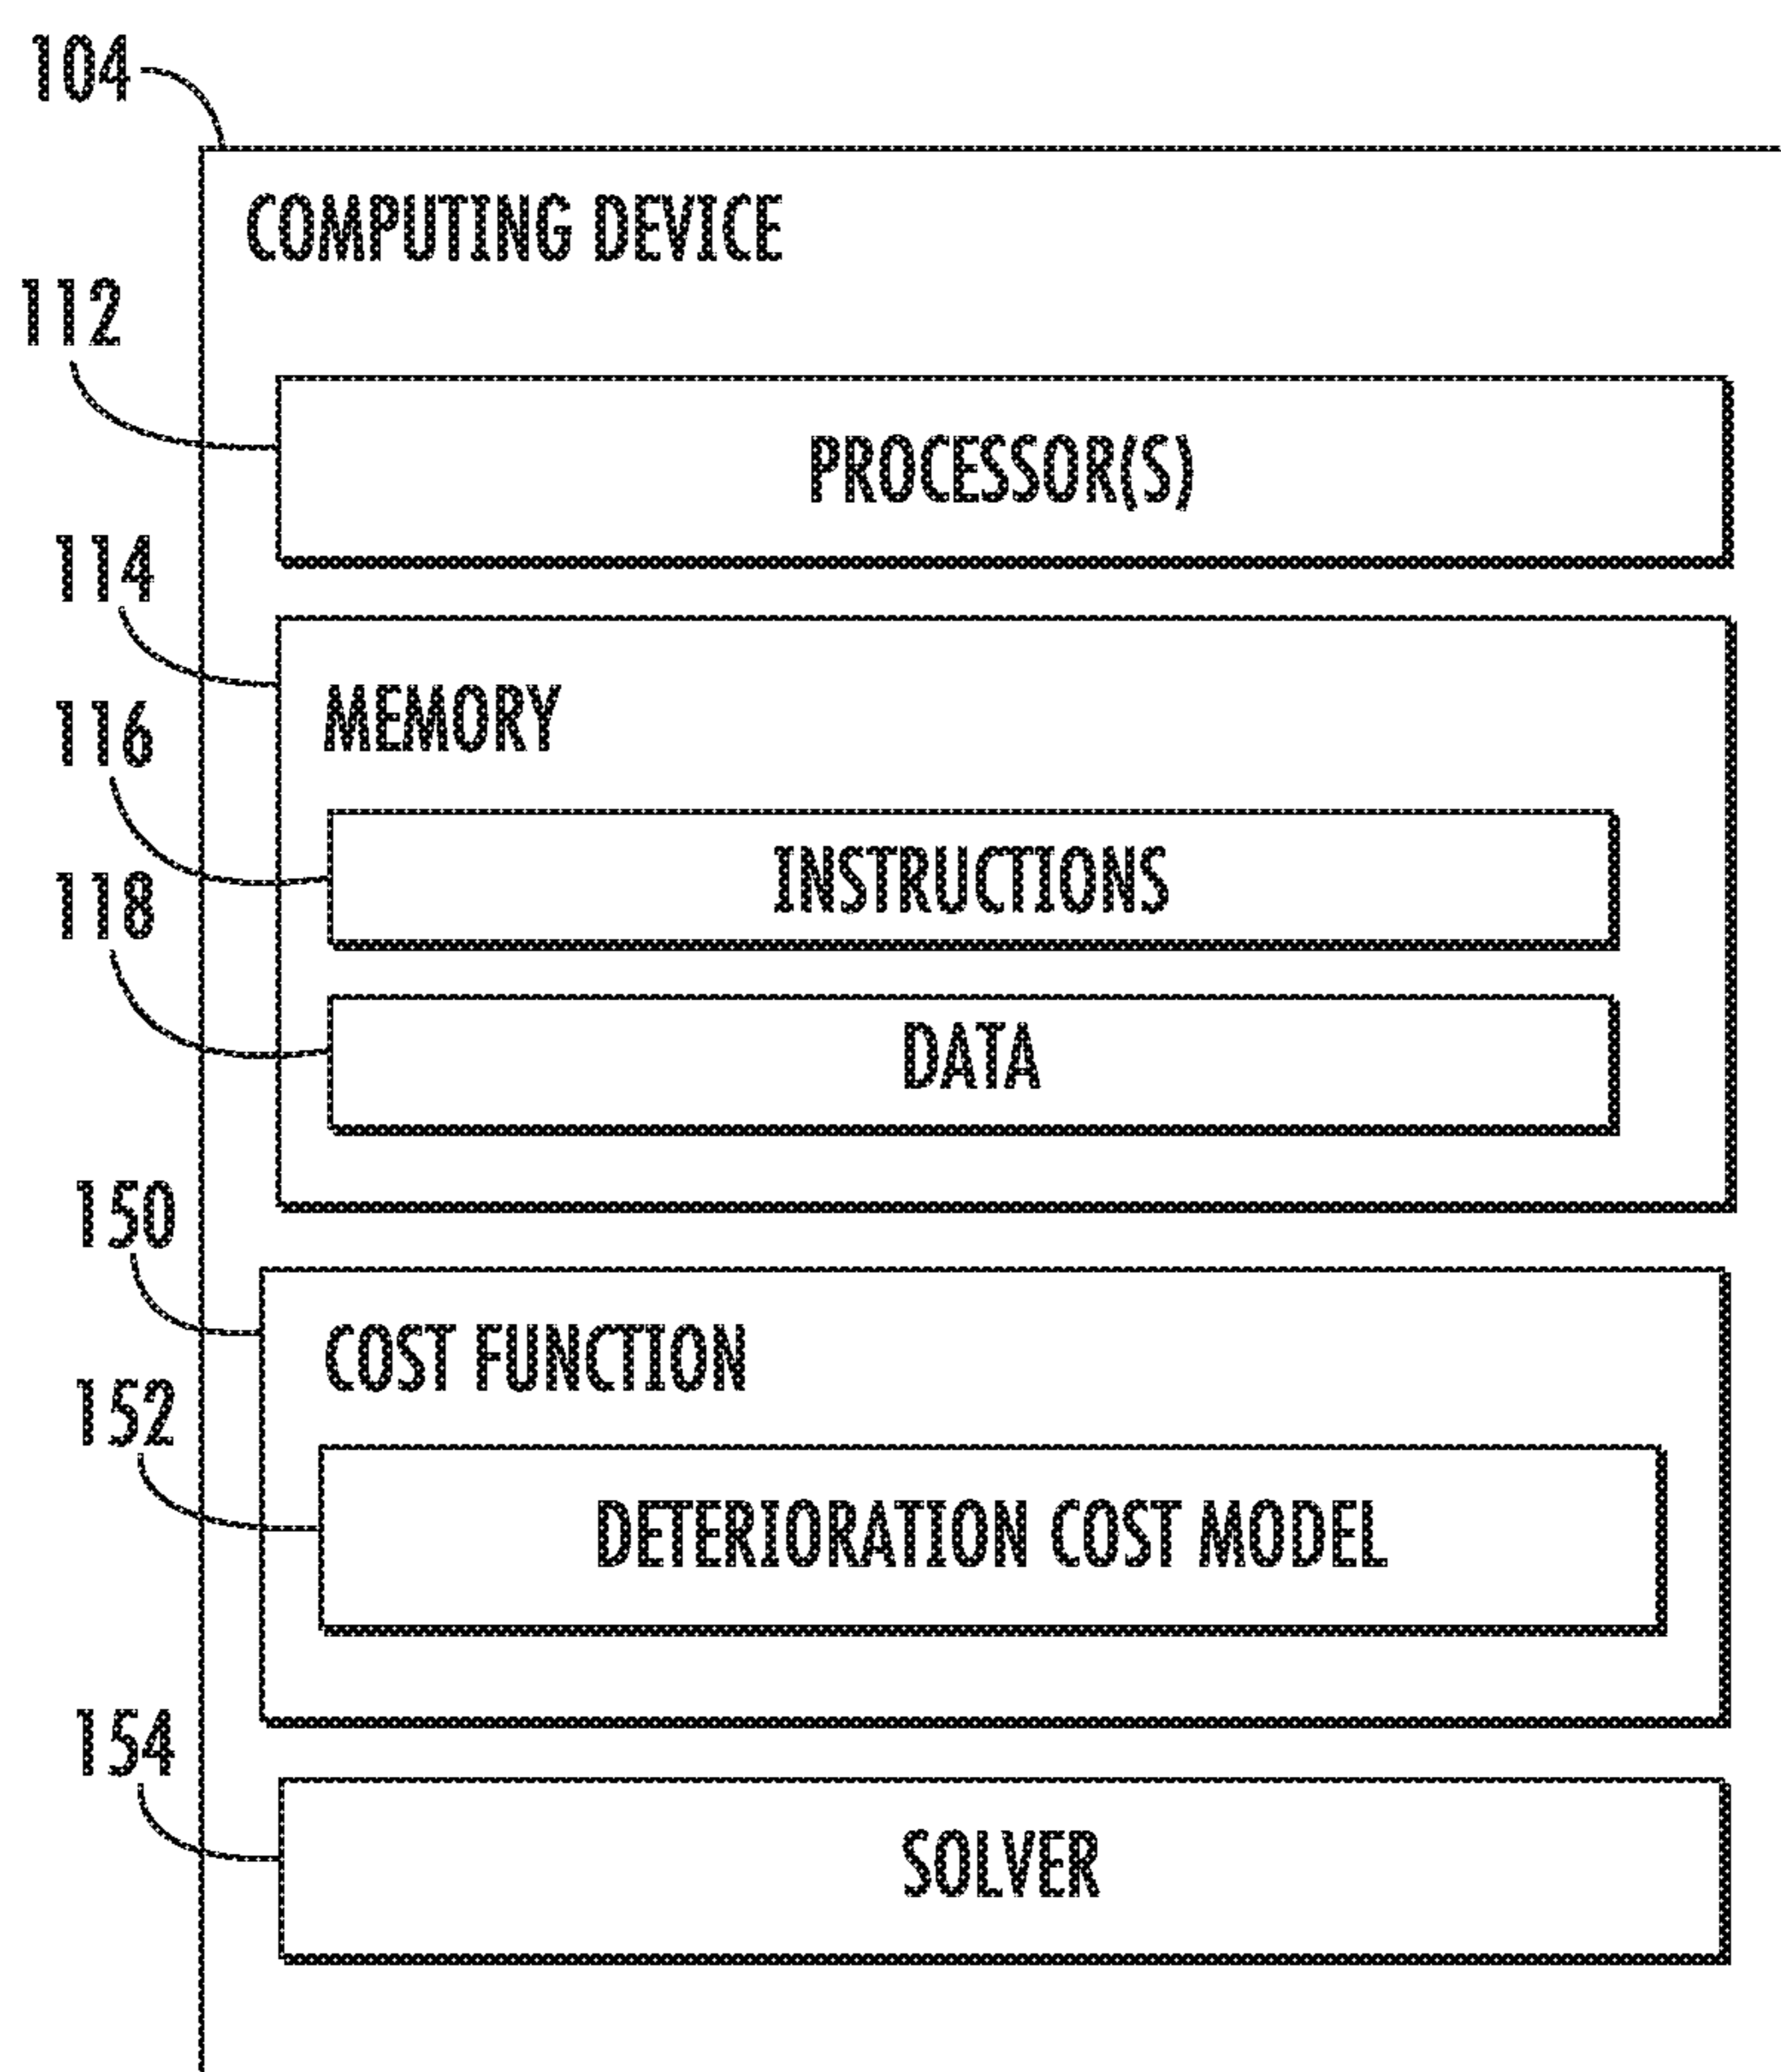 104
COMPUTING DEVICE
112
PROCESSOR(S)
114
MEMORY
116
INSTRUCTIONS
118
DATA
150
COST FUNCTION
152
DETERIORATION COST MODEL
154
SOLVER